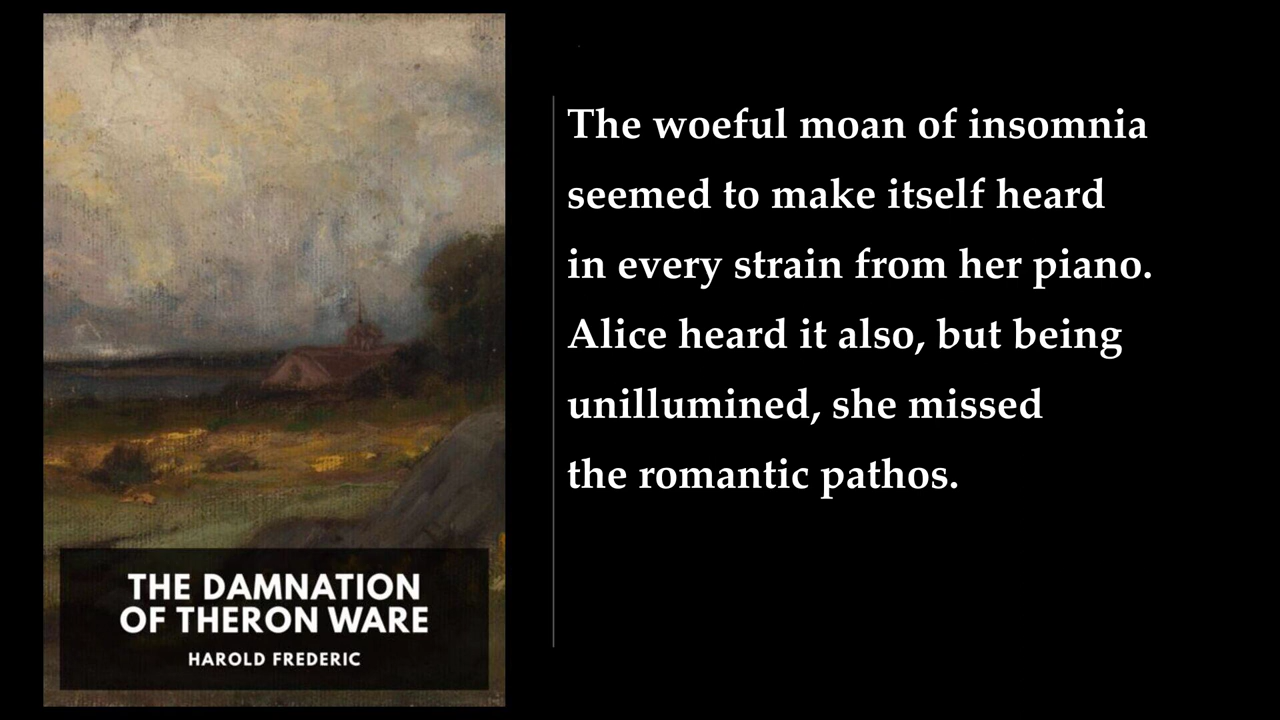 The woeful moan of insomnia
seemed to make itself heard
in every strain from her piano.
Alice heard it also, but being
unillumined, she missed
the romantic pathos.
THE DAMNATION
OF THERON WARE
HAROLD FREDERIC